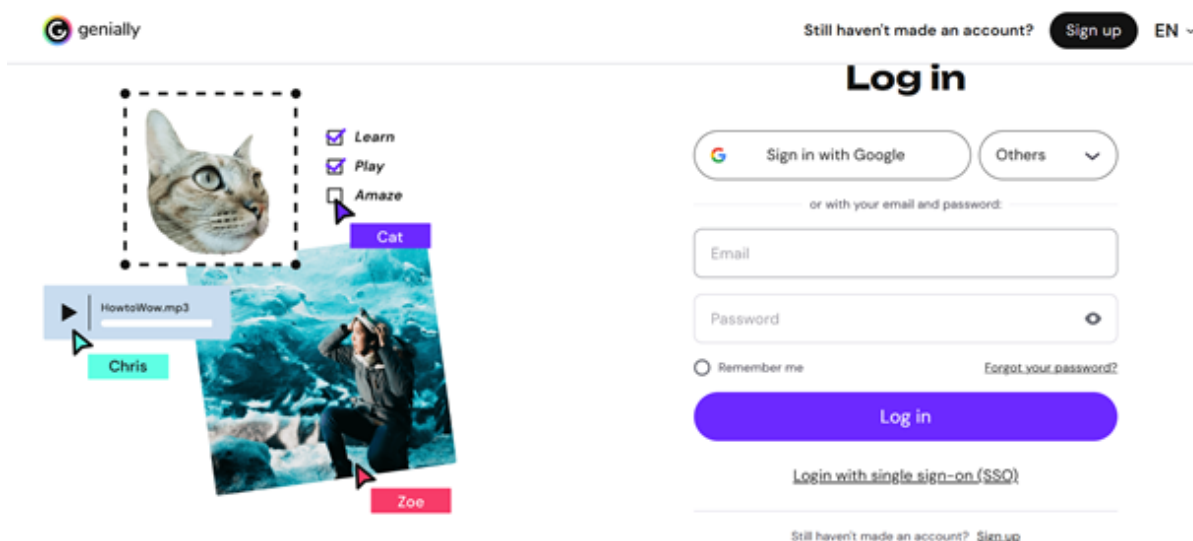 genially
Still haven't made an account? Sign up EN
Learn
Play
Amaze
Cat
HowtoWow.mp3
Chris
Zoe
Log in
Sign in with Google
Others
or with your email and password:
Email
Password
Remember me
Forgot your password?
Log in
Login with single sign-on (SSO)
Still haven't made an account? Sign up